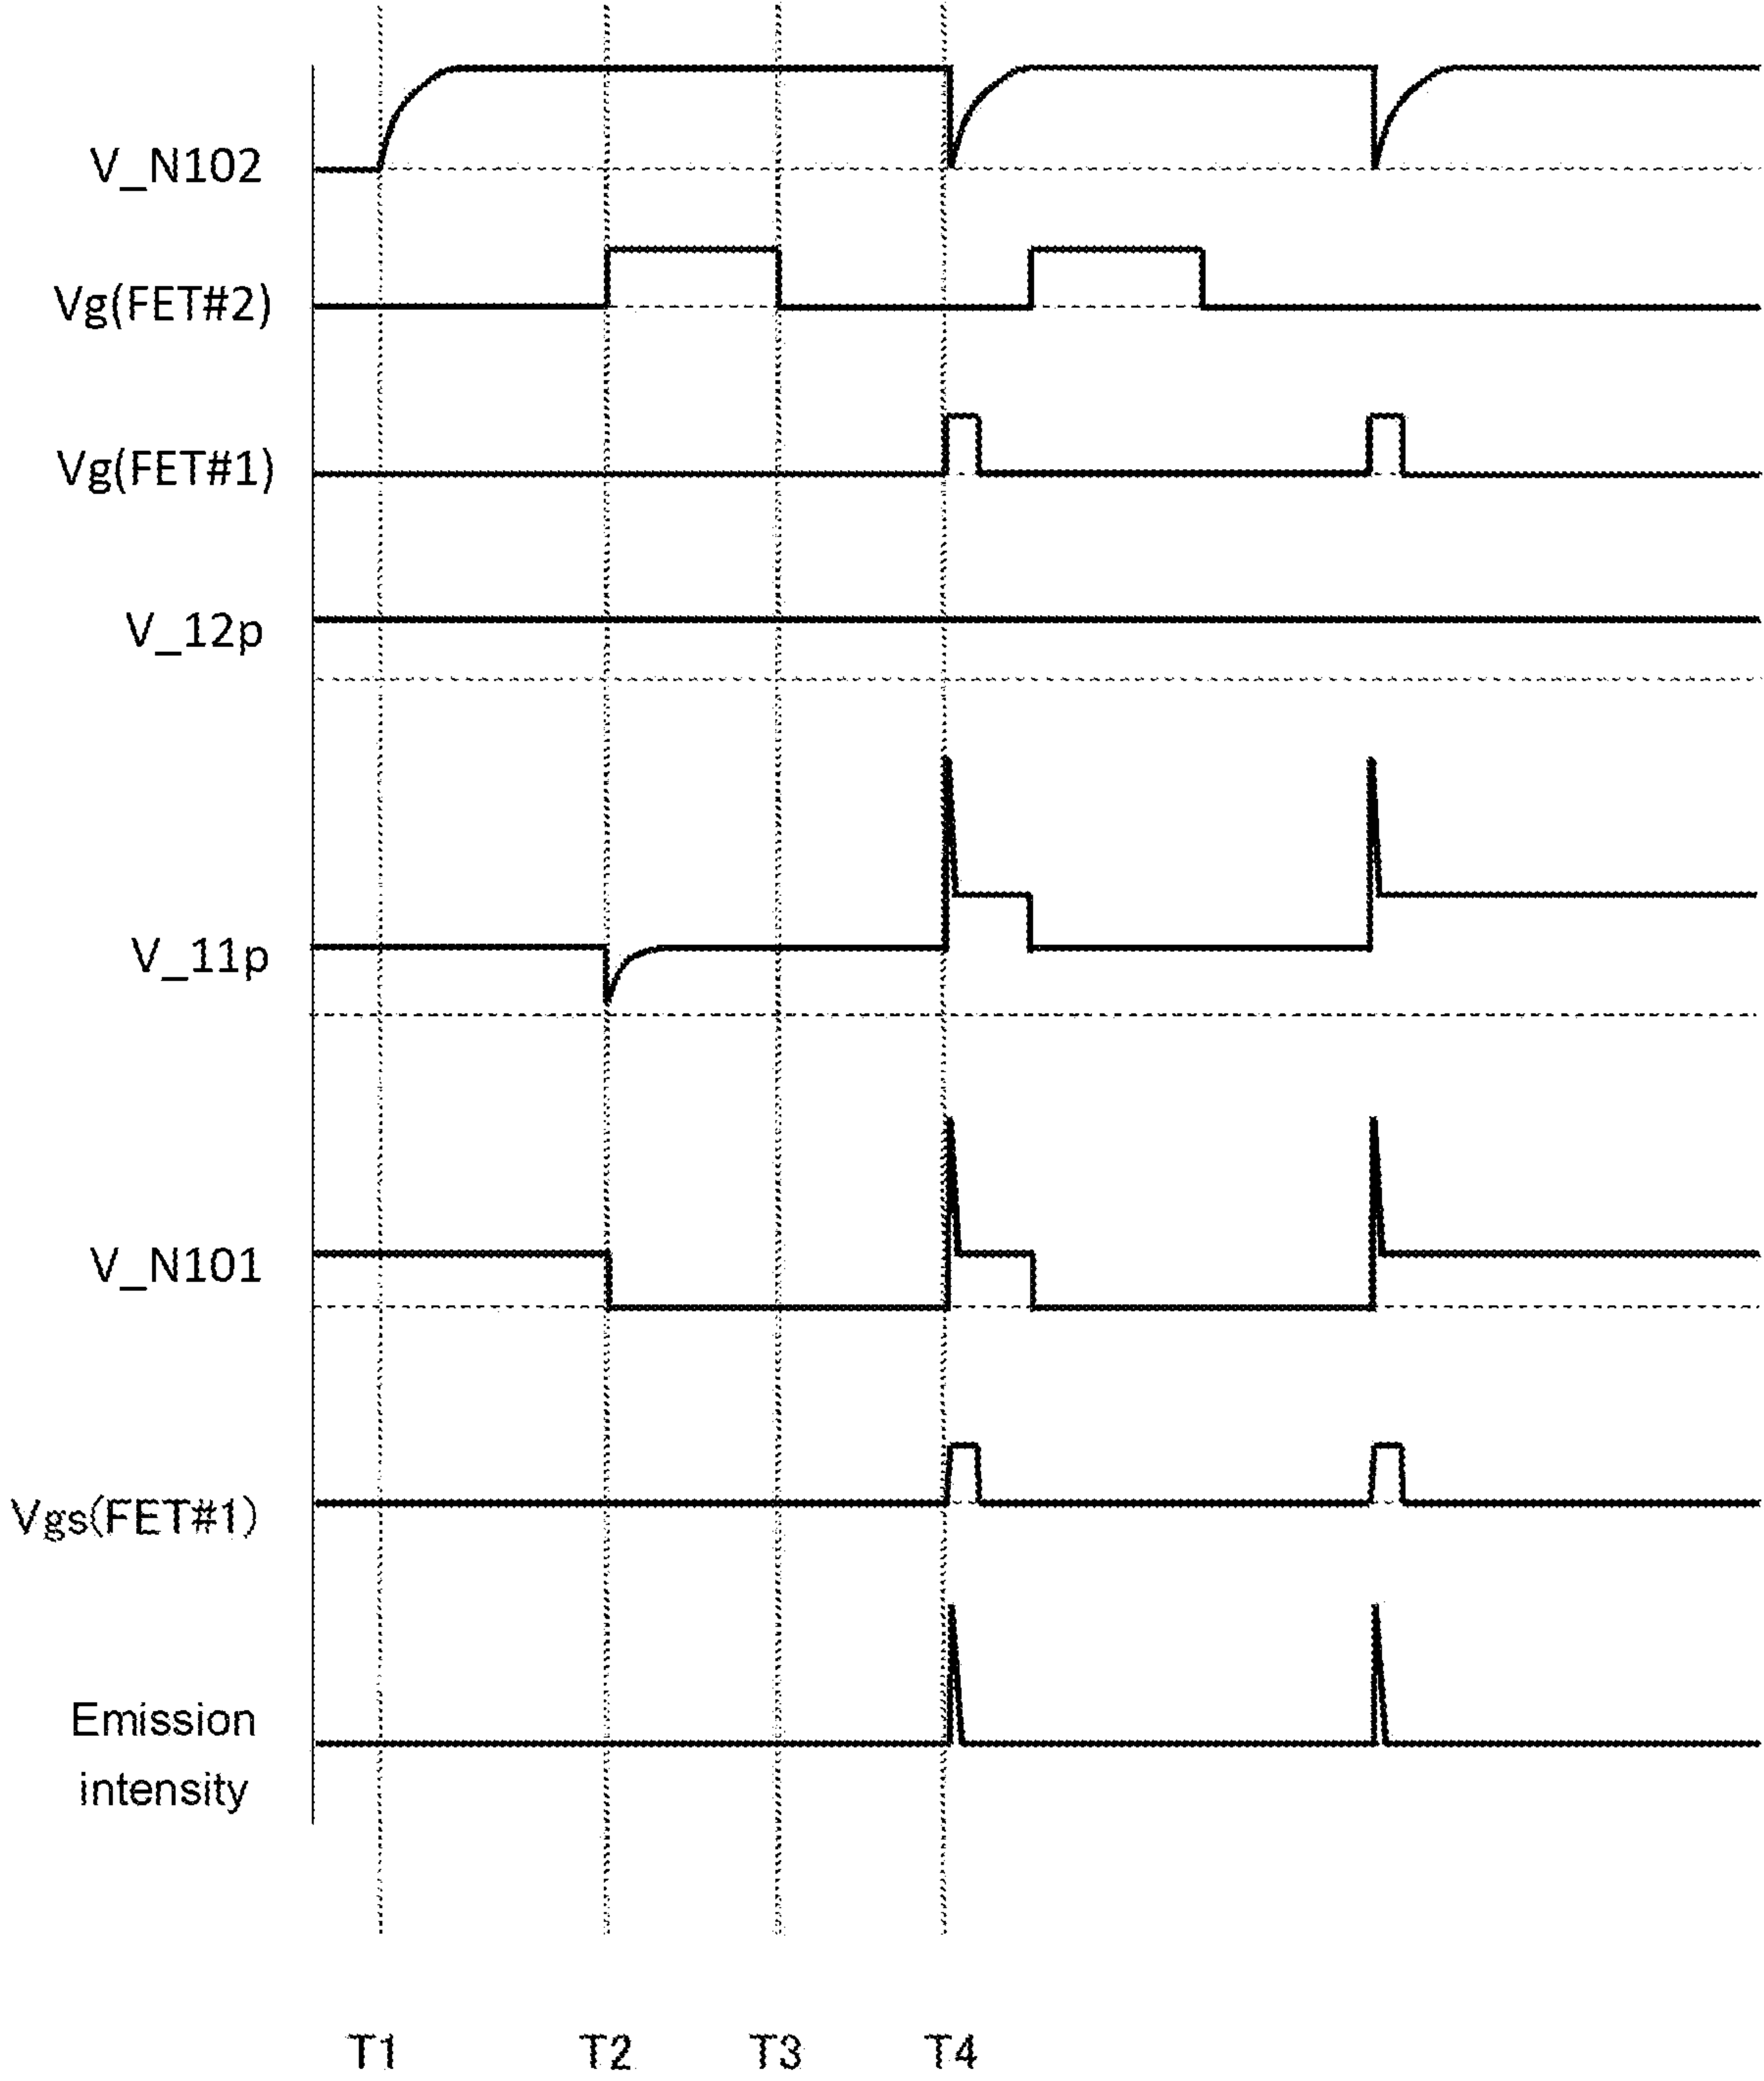 V_N102
Vg(FET#2)
Vg(FET#1)
V_12p
V_11p
V_N101
Vgs(FET#1)
Emission
intensity
T1 T2 T3 T4